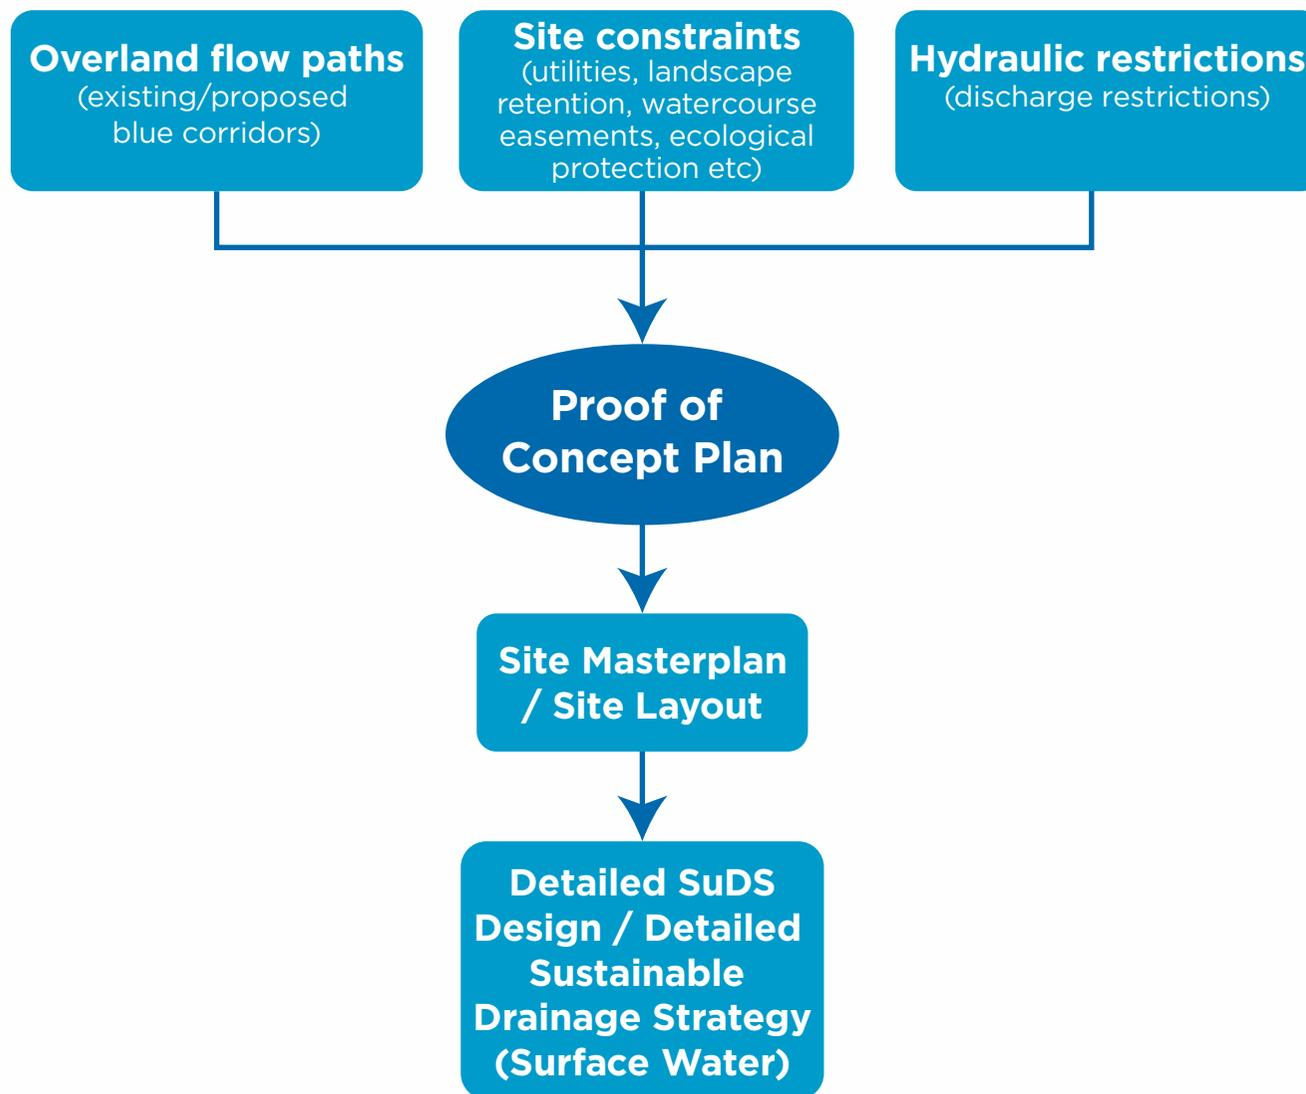 Overland flow paths
(existing/proposed
blue corridors)
Site constraints
(utilities, landscape
retention, watercourse
easements, ecological
protection etc)
Hydraulic restrictions
(discharge restrictions)
Proof of
Concept Plan
Site Masterplan
/ Site Layout
Detailed SuDS
Design / Detailed
Sustainable
Drainage Strategy
(Surface Water)